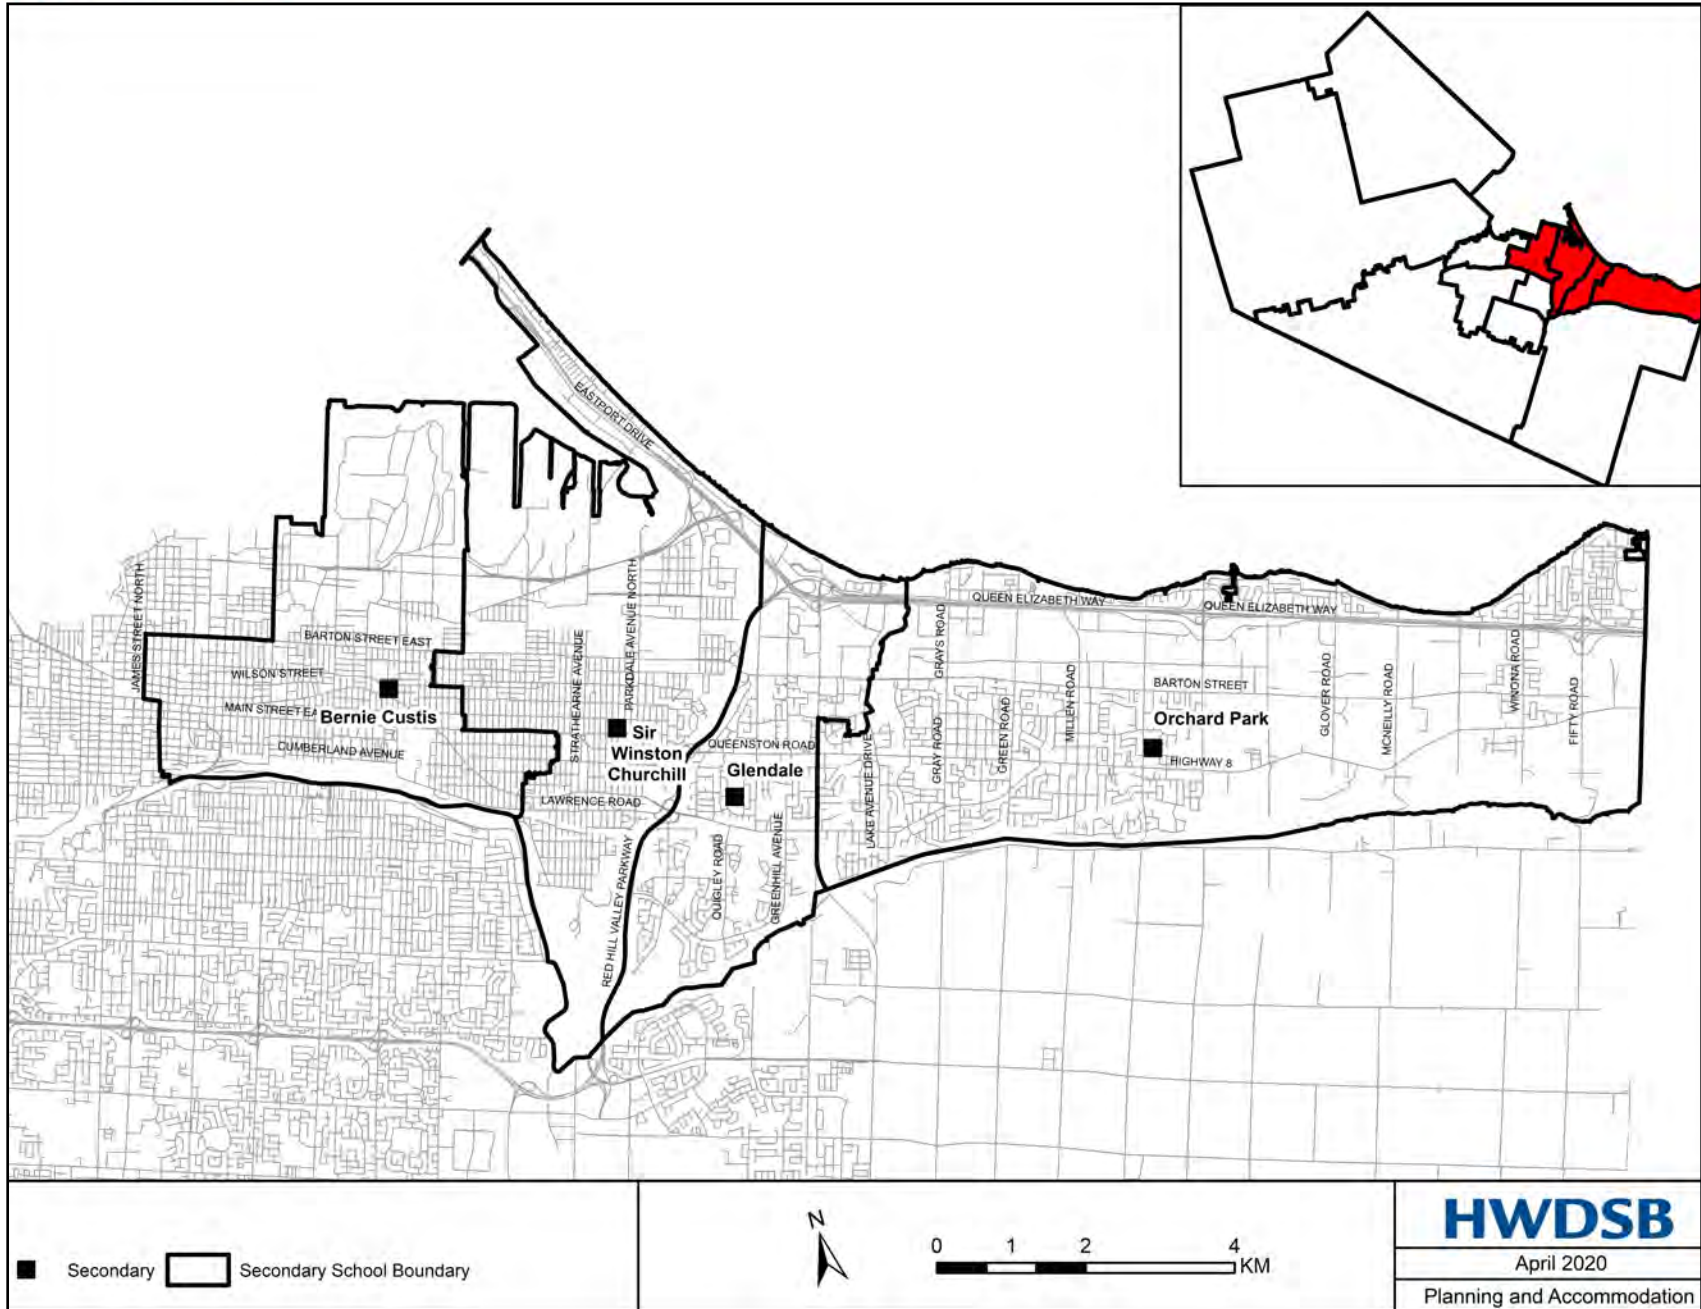 EASTPORT DRIVE
JAMES STREET NORTH
BARTON STREET EAST
WILSON STREET
MAIN STREET EA
Bernie Custis
CUMBERLAND AVENUE
STRATHEARNE AVENUE
PARKDALE AVENUE NORTH
Sir
Winston
Churchill
LAWRENCE ROAD
RED HILL VALLEY PARKWAY
QUEENSTON ROAD
Glendale
QUIGLEY ROAD
GREENHILL AVENUE
LAKE AVENUE DRIVE
QUEEN ELIZABETH WAY
QUEEN ELIZABETH WAY
GRAYS ROAD
GRAY ROAD
GREEN ROAD
MILLEN ROAD
BARTON STREET
Orchard Park
HIGHWAY 8
GLOVER ROAD
MCNEILLY ROAD
WINONA ROAD
FIFTY ROAD
Secondary
Secondary School Boundary
N
0 1 2 4
KM
HWDSB
April 2020
Planning and Accommodation